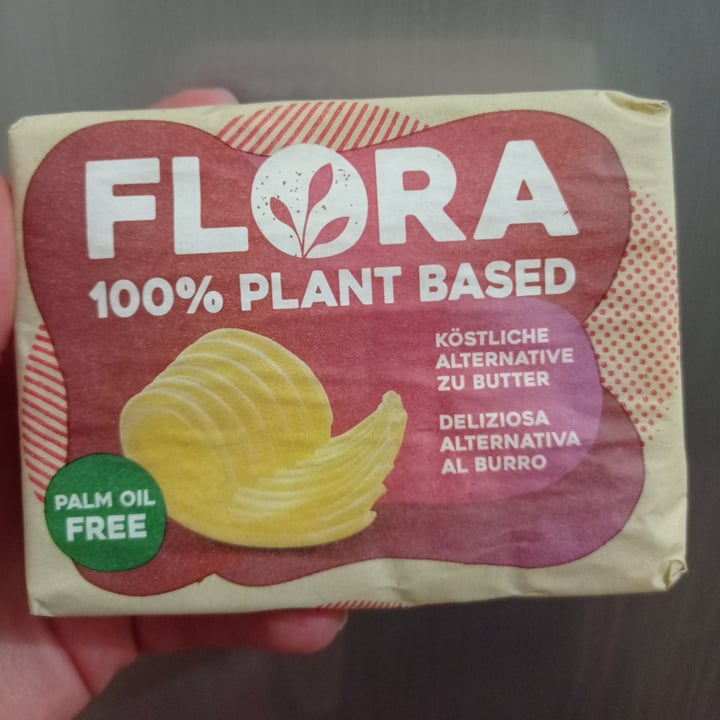 FLORA
100% PLANT BASED
KÖSTLICHE
ALTERNATIVE
ZU BUTTER
DELIZIOSA
ALTERNATIVA
AL BURRO
PALM OIL
FREE